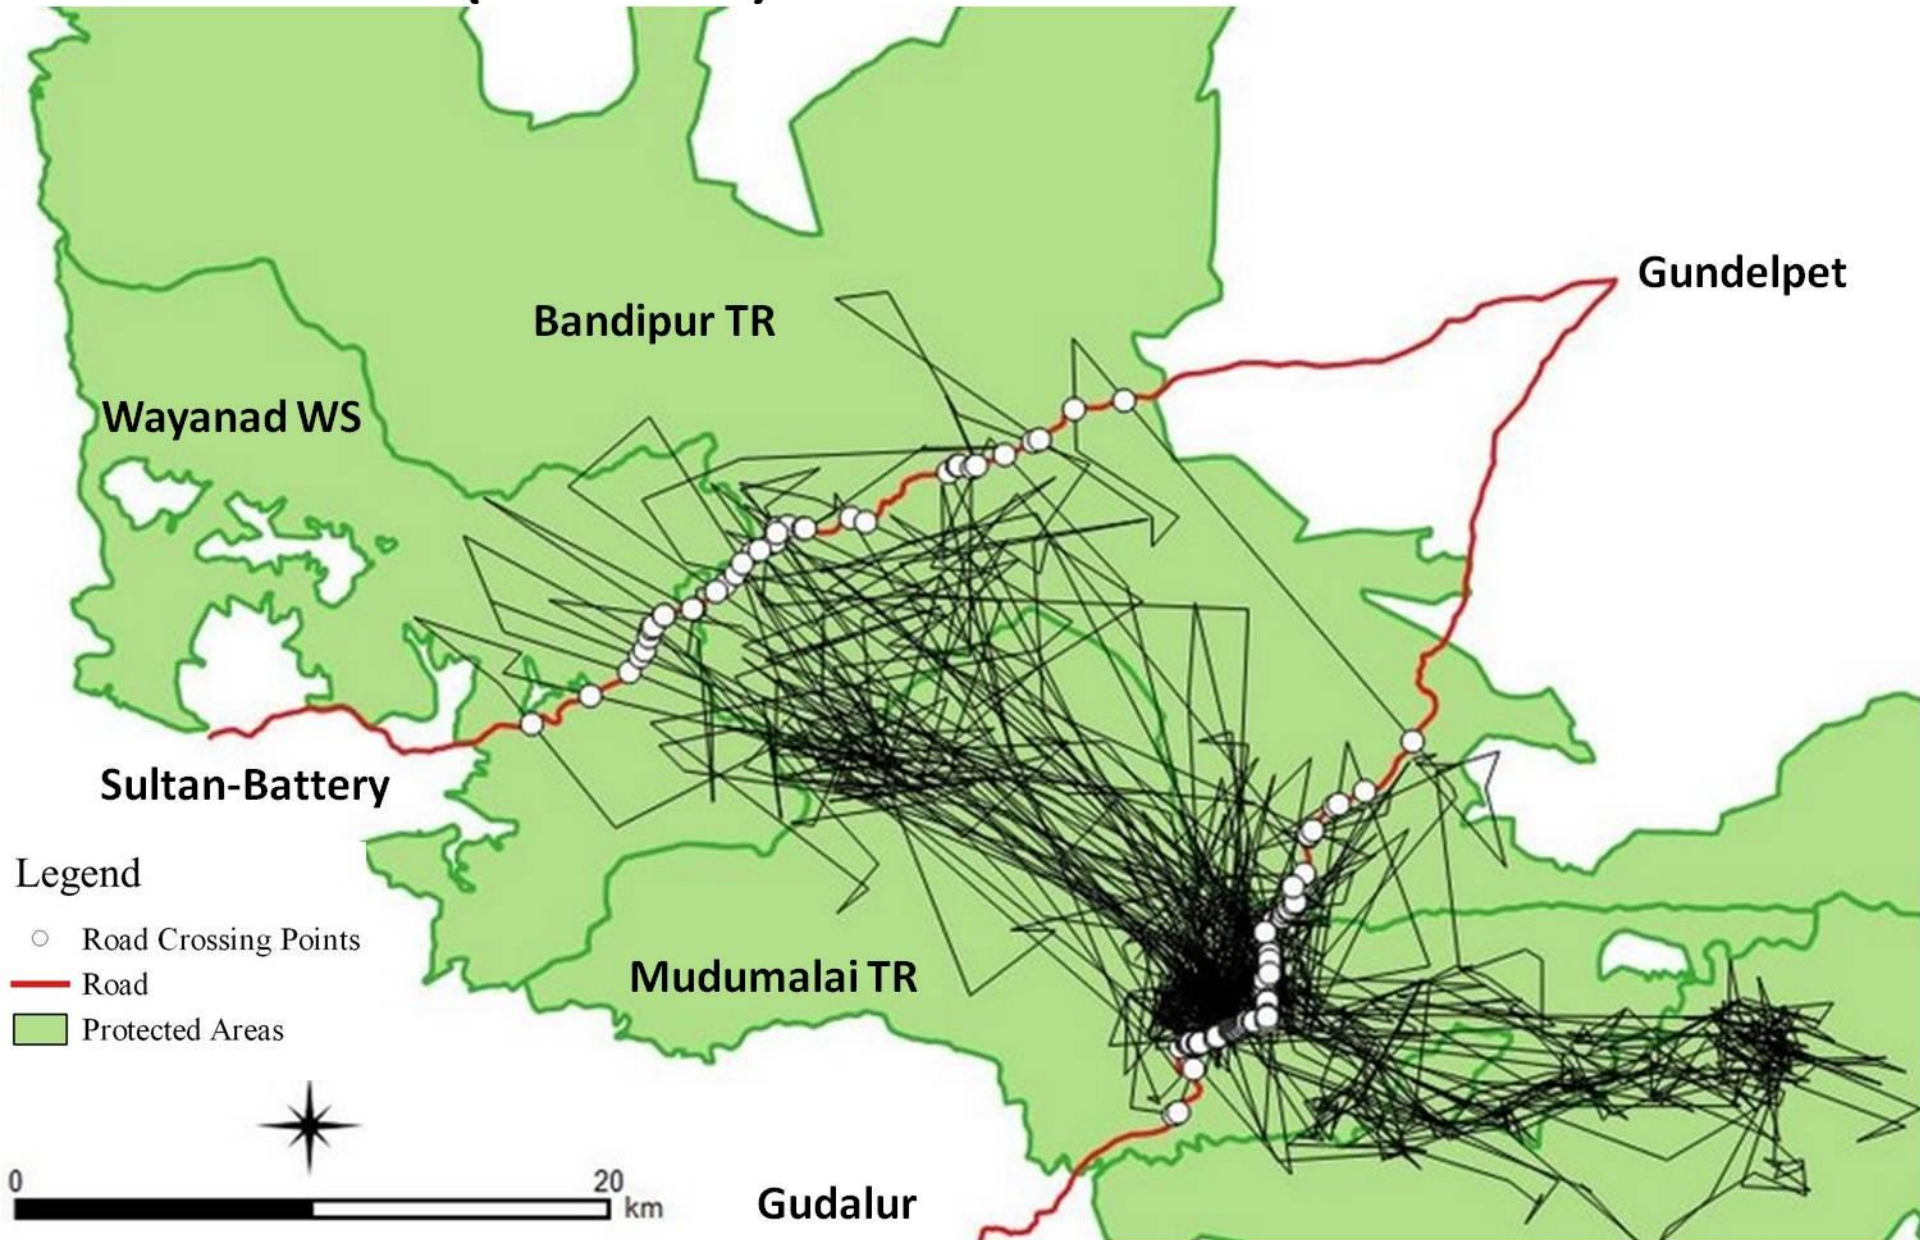 Gundelpet
Bandipur TR
Wayanad WS
Sultan-Battery
Legend
Road Crossing Points
Mudumalai TR
Road
Protected Areas
0 20
km
Gudalur